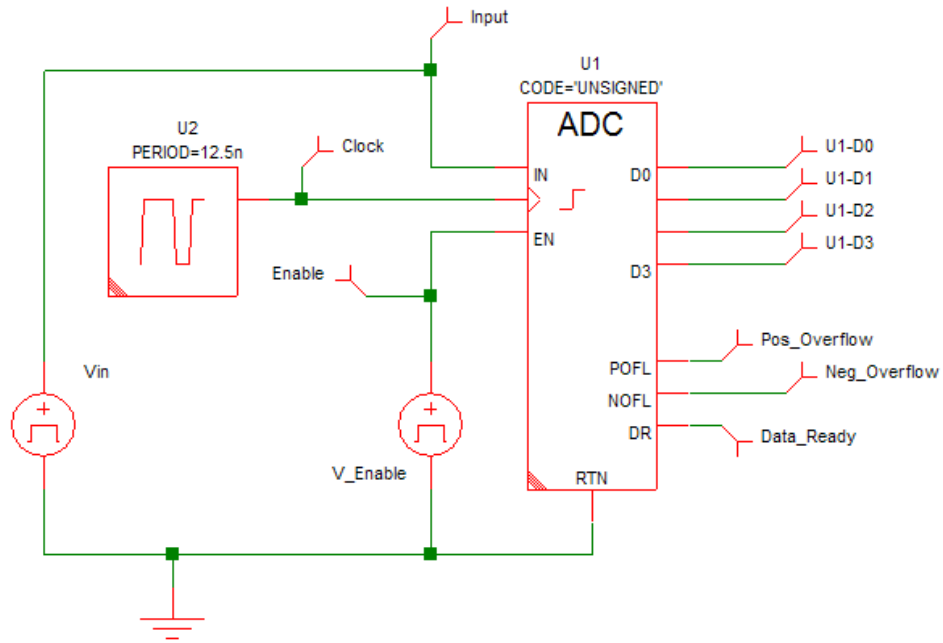 Input
U1
CODE='UNSIGNED'
ADC
U2
PERIOD=12.5n
Clock
IN
EN
D0
D3
U1-D0
U1-D1
U1-D2
U1-D3
Enable
POFL
NOFL
DR
Pos_Overflow
Neg_Overflow
Data_Ready
Vin
V_Enable
RTN